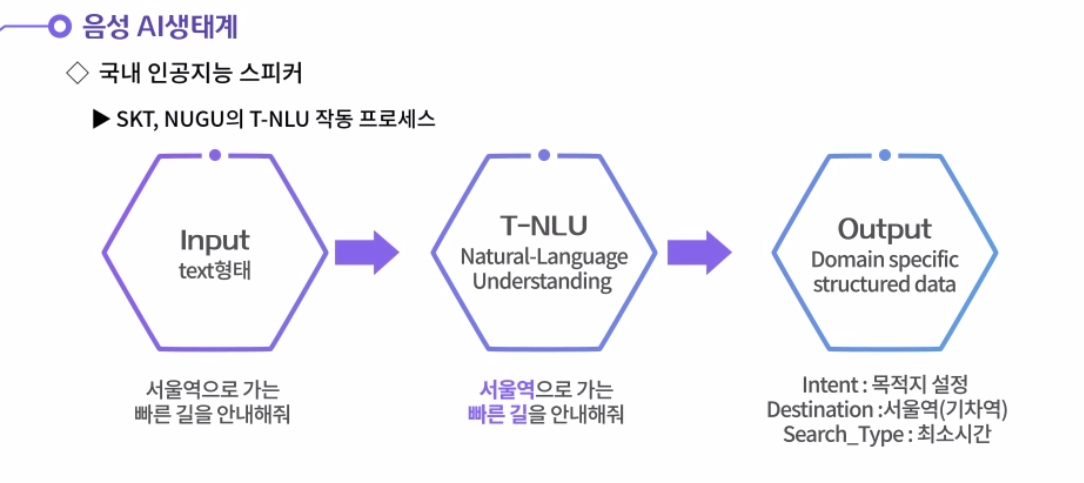 음성 AI생태계
◇ 국내 인공지능 스피커
▶ SKT, NUGU의 T-NLU 작동 프로세스
Input
text형태
T-NLU
Natural-Language
Understanding
Output
Domain specific
structured data
서울역으로 가는
빠른 길을 안내해줘
서울역으로 가는
빠른 길을 안내해줘
Intent : 목적지 설정
Destination :서울역(기차역)
Search_Type : 최소시간